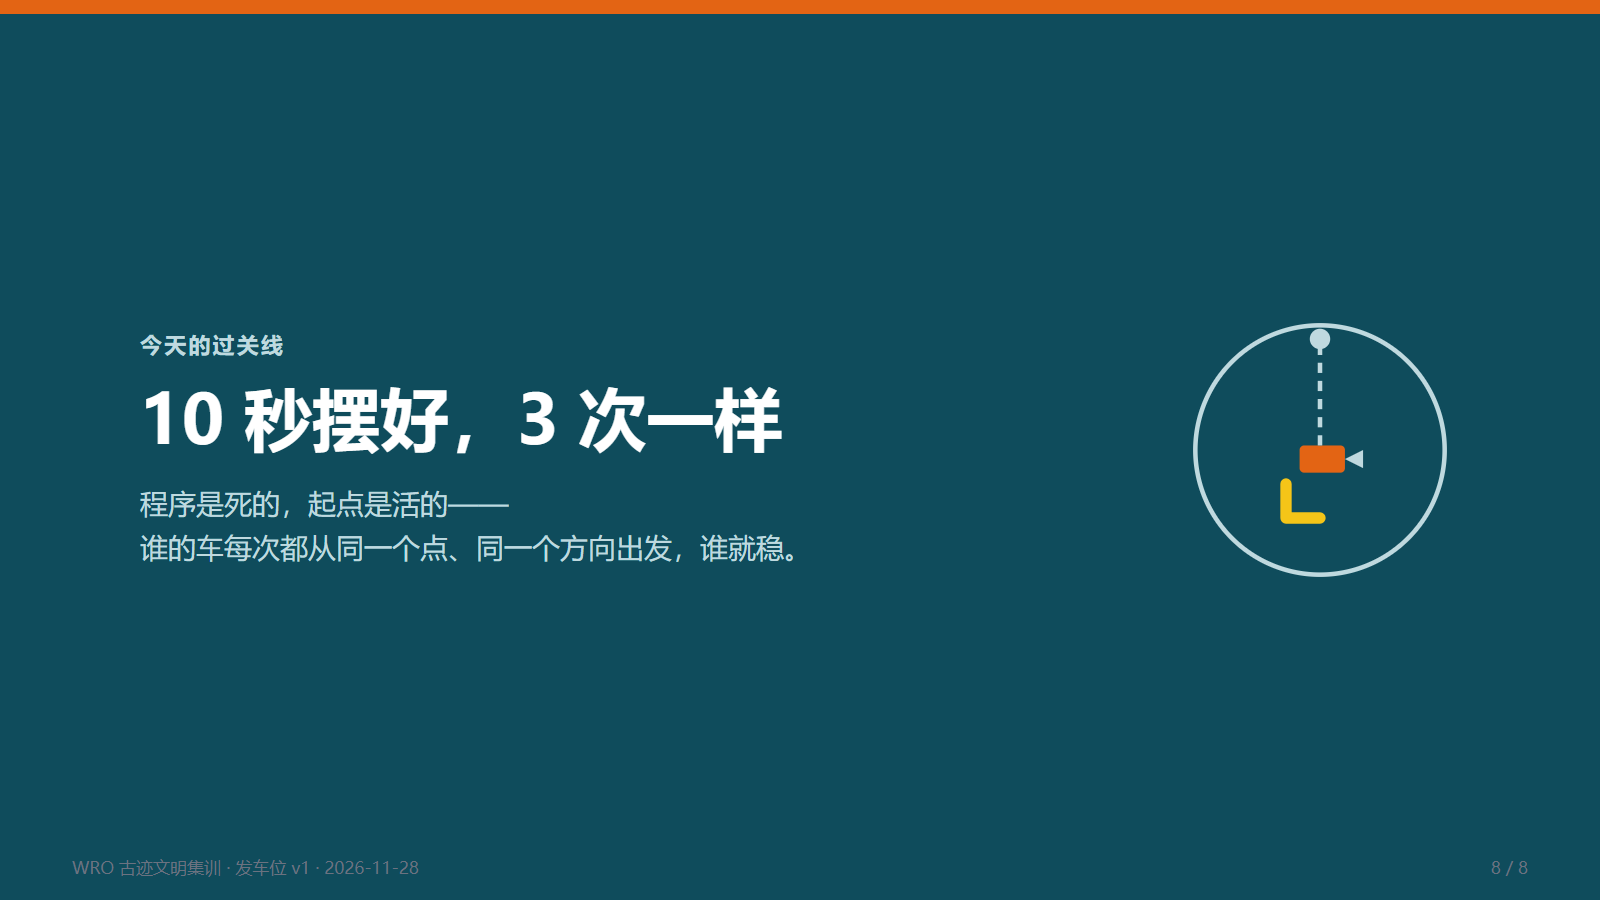 今天的过关线
10 秒摆好，3 次一样
程序是死的，起点是活的——
谁的车每次都从同一个点、同一个方向出发，谁就稳。
WRO 古迹文明集训 · 发车位 v1 · 2026-11-28
8 / 8